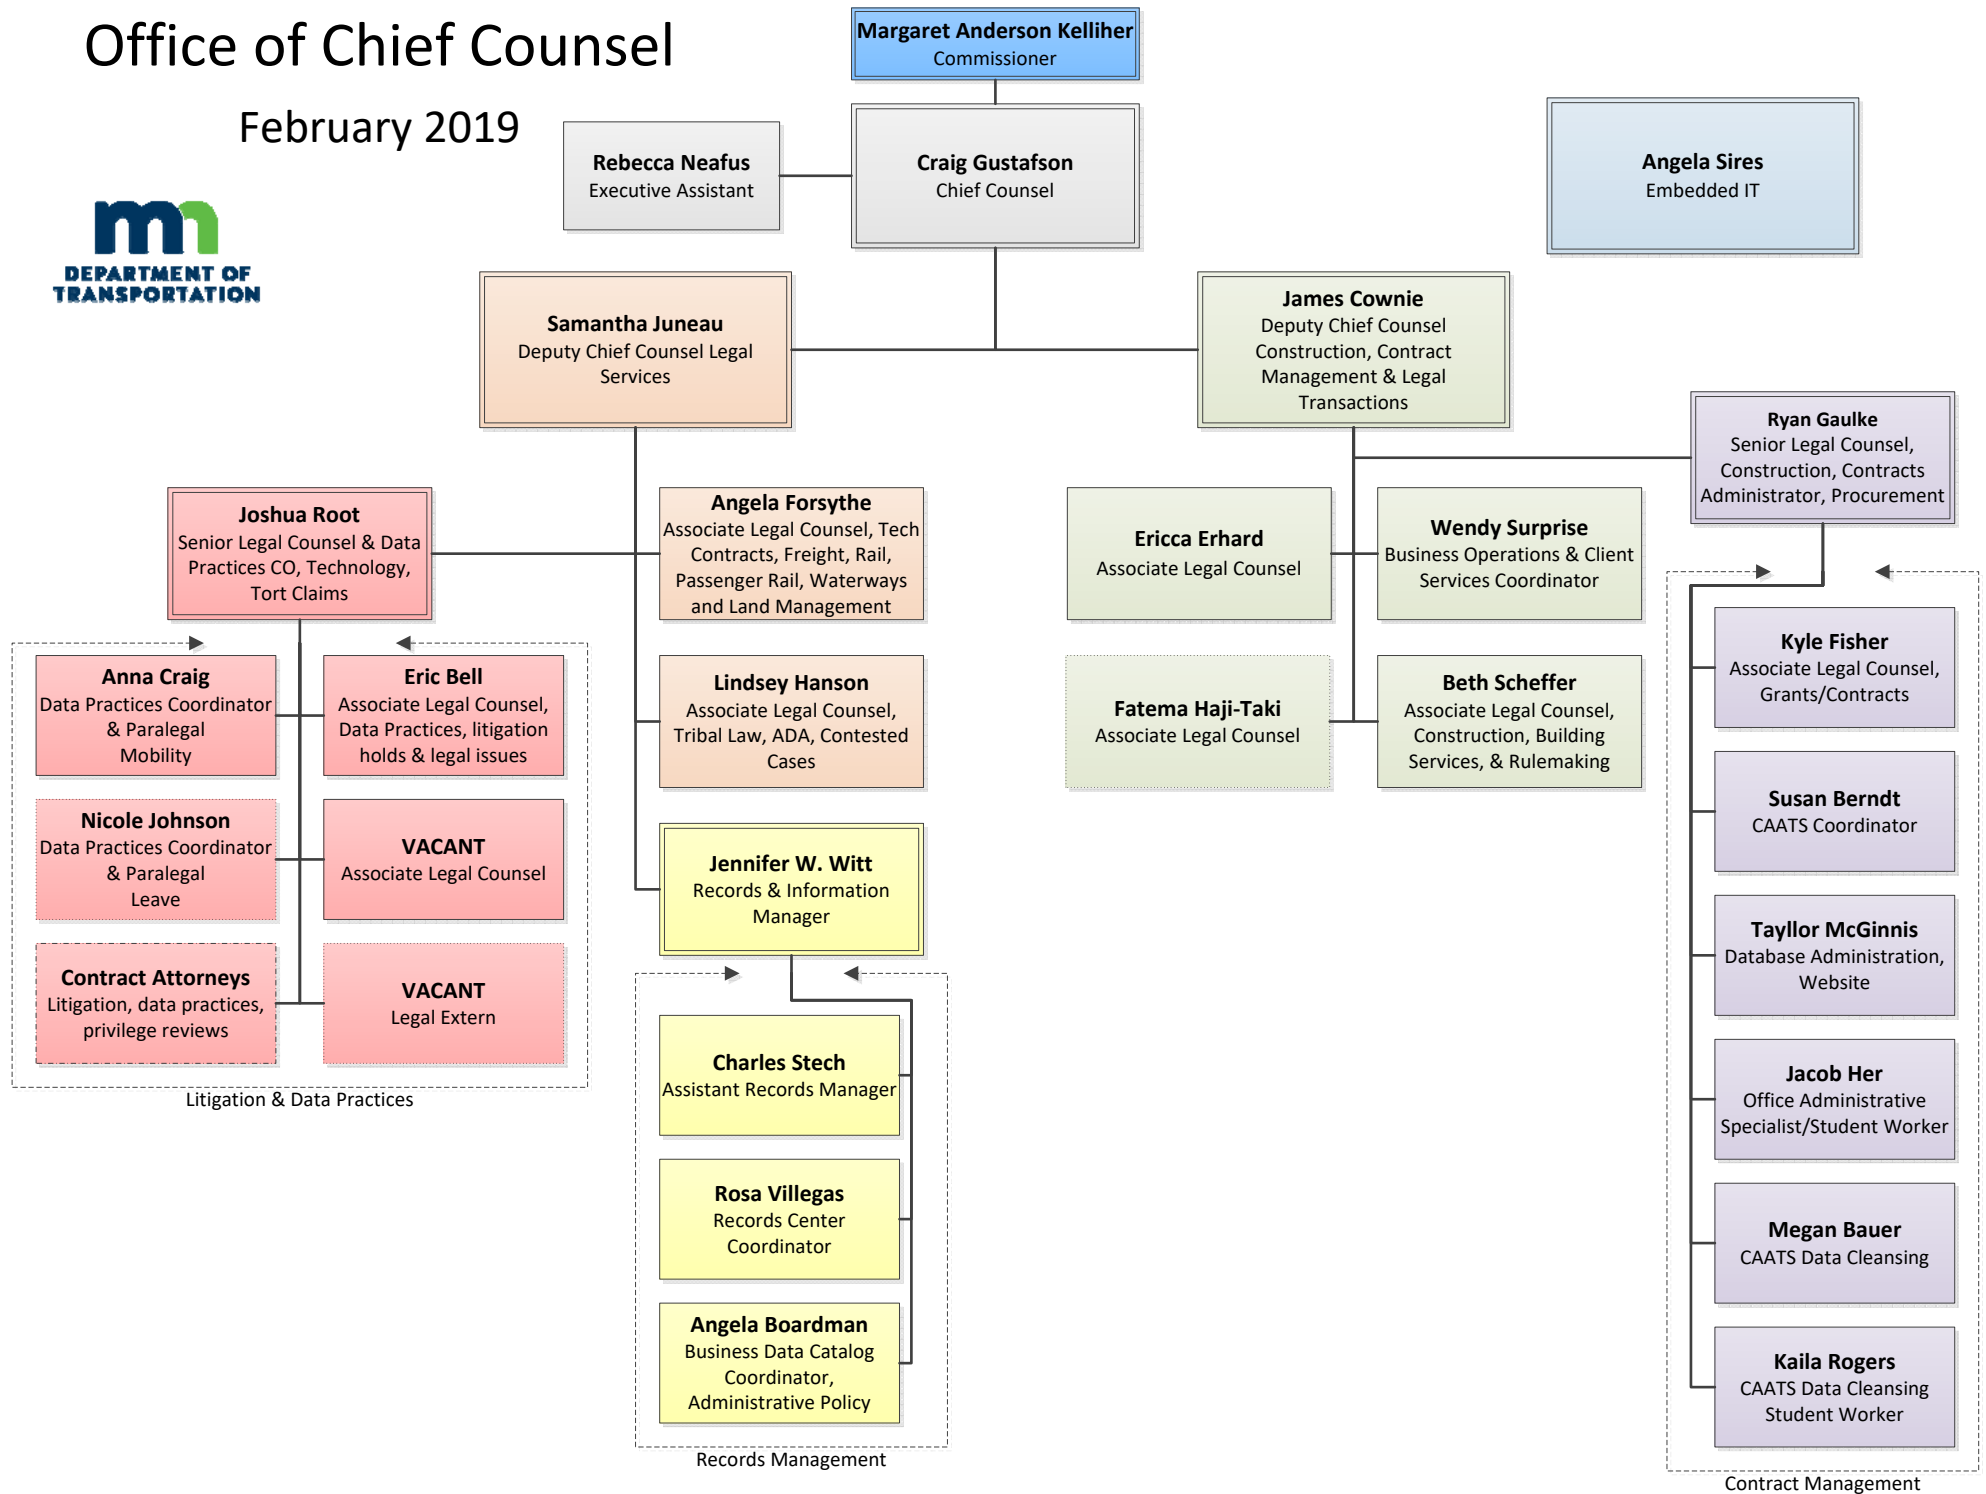 Office of Chief Counsel
February 2019
mn
DEPARTMENT OF
TRANSPORTATION
Margaret Anderson Kelliher
Commissioner
Rebecca Neafus
Executive Assistant
Craig Gustafson
Chief Counsel
Angela Sires
Embedded IT
Samantha Juneau
Deputy Chief Counsel Legal
Services
James Cownie
Deputy Chief Counsel
Construction, Contract
Management & Legal
Transactions
Ryan Gaulke
Senior Legal Counsel,
Construction, Contracts
Administrator, Procurement
Joshua Root
Senior Legal Counsel & Data
Practices CO, Technology,
Tort Claims
Angela Forsythe
Associate Legal Counsel, Tech
Contracts, Freight, Rail,
Passenger Rail, Waterways
and Land Management
Ericca Erhard
Associate Legal Counsel
Wendy Surprise
Business Operations & Client
Services Coordinator
Anna Craig
Data Practices Coordinator
& Paralegal
Mobility
Eric Bell
Associate Legal Counsel,
Data Practices, litigation
holds & legal issues
Lindsey Hanson
Associate Legal Counsel,
Tribal Law, ADA, Contested
Cases
Fatema Haji-Taki
Associate Legal Counsel
Beth Scheffer
Associate Legal Counsel,
Construction, Building
Services, & Rulemaking
Kyle Fisher
Associate Legal Counsel,
Grants/Contracts
Nicole Johnson
Data Practices Coordinator
& Paralegal
Leave
VACANT
Associate Legal Counsel
Jennifer W. Witt
Records & Information
Manager
Susan Berndt
CAATS Coordinator
Contract Attorneys
Litigation, data practices,
privilege reviews
VACANT
Legal Extern
Litigation & Data Practices
Charles Stech
Assistant Records Manager
Rosa Villegas
Records Center
Coordinator
Angela Boardman
Business Data Catalog
Coordinator,
Administrative Policy
Records Management
Tayllor McGinnis
Database Administration,
Website
Jacob Her
Office Administrative
Specialist/Student Worker
Megan Bauer
CAATS Data Cleansing
Kaila Rogers
CAATS Data Cleansing
Student Worker
Contract Management